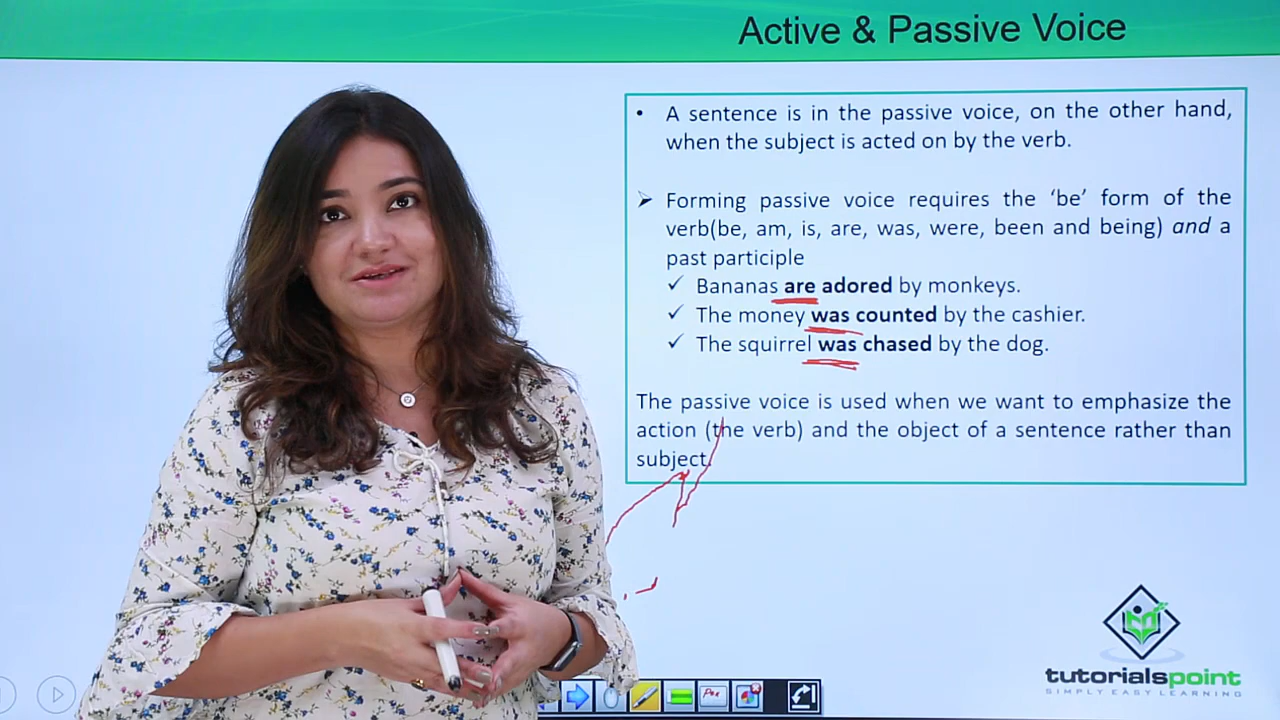 Active & Passive Voice
• A sentence is in the passive voice, on the other hand,
when the subject is acted on by the verb.
➢ Forming passive voice requires the ‘be’ form of the
verb(be, am, is, are, was, were, been and being) and a
past participle
✓ Bananas are adored by monkeys.
✓ The money was counted by the cashier.
✓ The squirrel was chased by the dog.
The passive voice is used when we want to emphasize the
action (the verb) and the object of a sentence rather than
subject.
Pen
tutorialspoint
SIMPLY EASY LEARNING